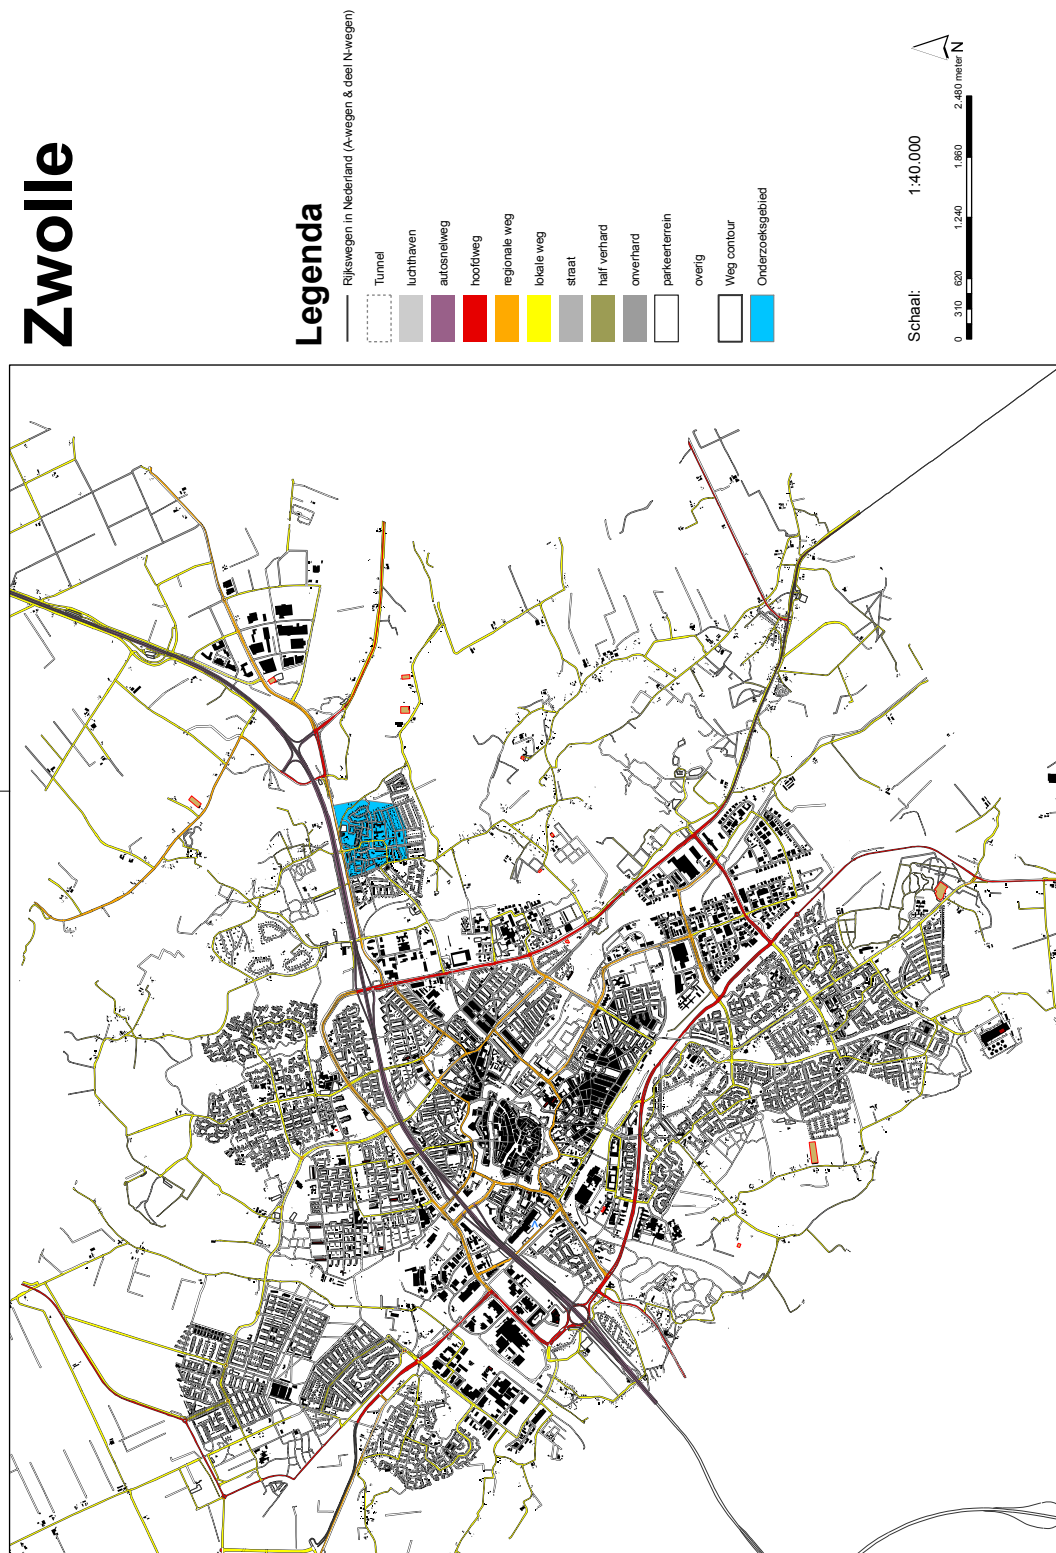 Zwolle
Legenda
Rijkswegen in Nederland (A-wegen & deel N-wegen)
Tunnel
luchthaven
autosnelweg
hoofdweg
regionale weg
lokale weg
straat
half verhard
onverhard
parkeerterrein
overig
Weg contour
Onderzoeksgebied
Schaal: 1:40.000
0 310 620 1.240 1.860 2.480 meter
N